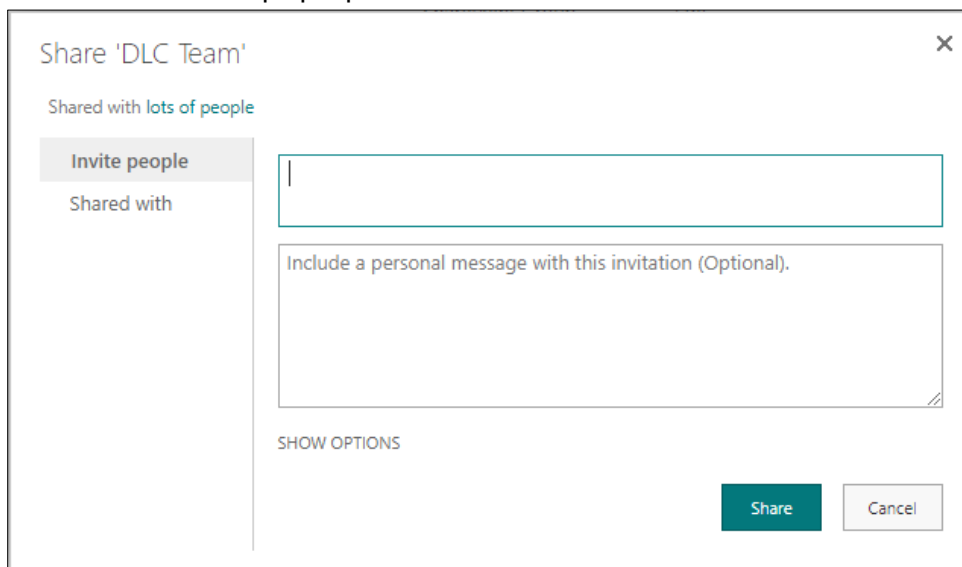 Share 'DLC Team'
Shared with lots of people
Invite people
Shared with
Include a personal message with this invitation (Optional).
SHOW OPTIONS
Share
Cancel